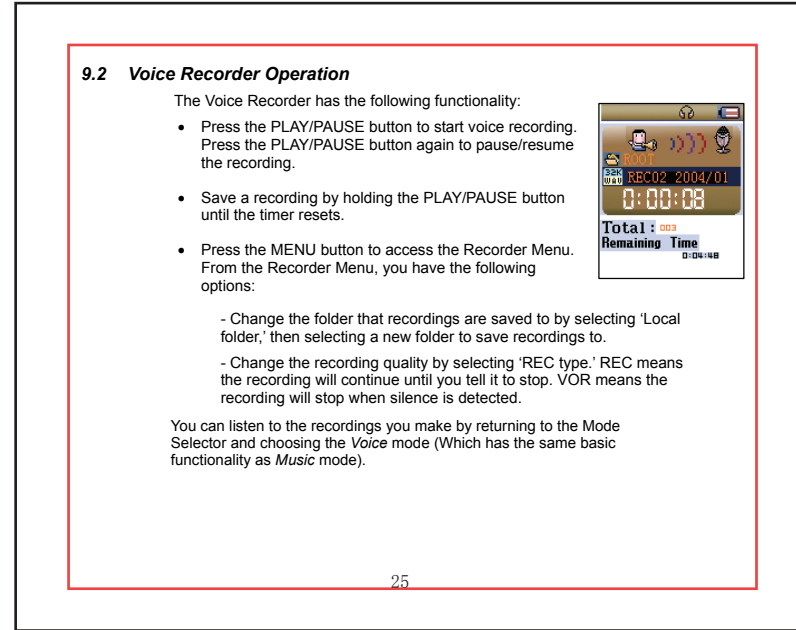 9.2 Voice Recorder Operation
The Voice Recorder has the following functionality:
• Press the PLAY/PAUSE button to start voice recording.
Press the PLAY/PAUSE button again to pause/resume
the recording.
• Save a recording by holding the PLAY/PAUSE button
until the timer resets.
• Press the MENU button to access the Recorder Menu.
From the Recorder Menu, you have the following
options:
- Change the folder that recordings are saved to by selecting ‘Local
folder,’ then selecting a new folder to save recordings to.
- Change the recording quality by selecting ‘REC type.’ REC means
the recording will continue until you tell it to stop. VOR means the
recording will stop when silence is detected.
You can listen to the recordings you make by returning to the Mode
Selector and choosing the Voice mode (Which has the same basic
functionality as Music mode).
ROOT
32K
WAV REC02 2004/01
0:00:08
Total: 003
Remaining Time
0:04:48
25